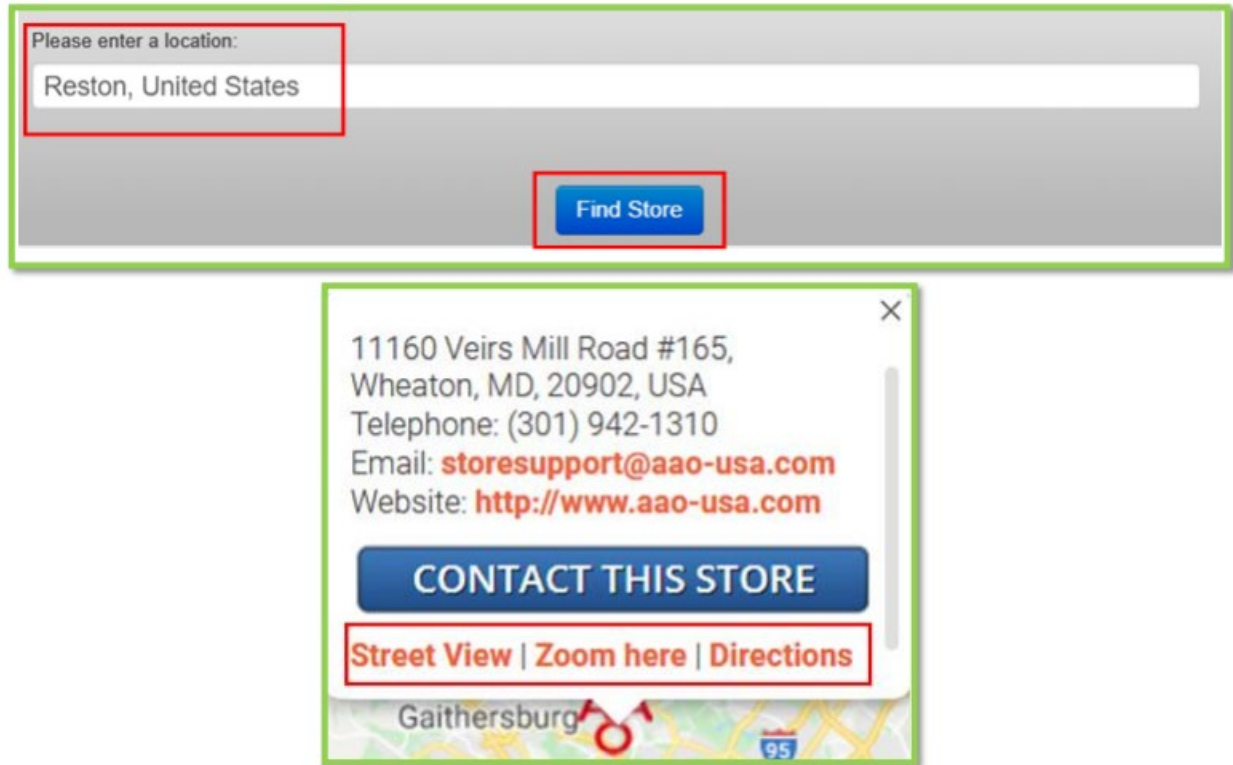 Please enter a location:
Reston, United States
Find Store
11160 Veirs Mill Road #165,
Wheaton, MD, 20902, USA
Telephone: (301) 942-1310
Email: storesupport@aao-usa.com
Website: http://www.aao-usa.com
CONTACT THIS STORE
Street View | Zoom here | Directions
Gaithersburg
AAO
95